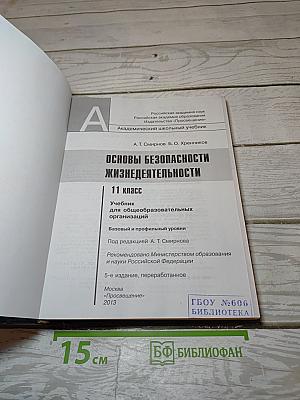 А
Российская академия наук
Российская академия образования
Издательство «Просвещение»
Академический школьный учебник
А. Т. Смирнов Б. О. Хренников
ОСНОВЫ БЕЗОПАСНОСТИ
ЖИЗНЕДЕЯТЕЛЬНОСТИ
11 класс
Учебник
для общеобразовательных
организаций
Базовый и профильный уровни
Под редакцией А. Т. Смирнова
Рекомендовано Министерством образования
и науки Российской Федерации
5-е издание, переработанное
Москва
«Просвещение»
2013
ГБОУ №606
БИБЛИОТЕКА
15 см
БФ БИБЛИОФАН